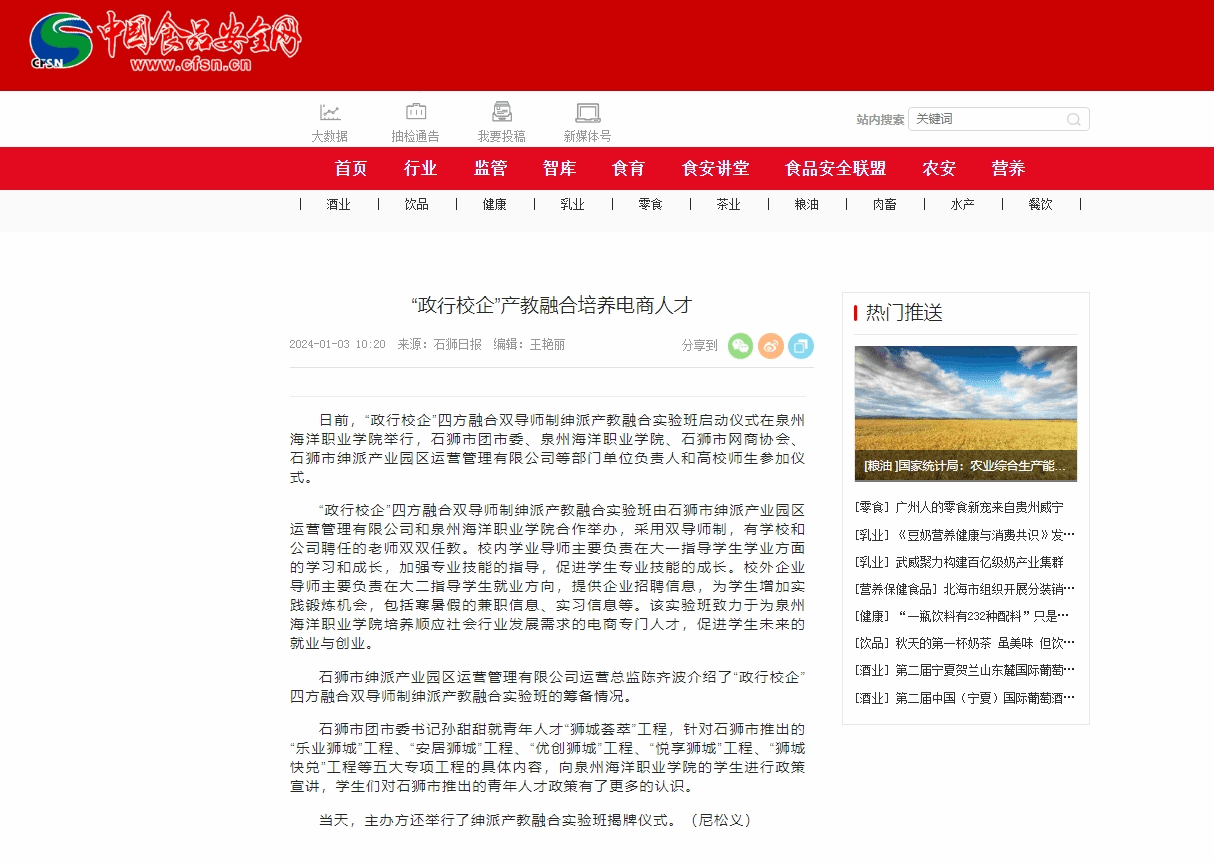 中国食品安全网
CFSN
www.cfsn.cn
大数据 抽检通告 我要投稿 新媒体号
站内搜索 关键词
首页 行业 监管 智库 食育 食安讲堂 食品安全联盟 农安 营养
| 酒业 | 饮品 | 健康 | 乳业 | 零食 | 茶业 | 粮油 | 肉畜 | 水产 | 餐饮 |
“政行校企”产教融合培养电商人才
2024-01-03 10:20 来源：石狮日报 编辑：王艳丽 分享到
日前，“政行校企”四方融合双导师制绅派产教融合实验班启动仪式在泉州
海洋职业学院举行，石狮市团市委、泉州海洋职业学院、石狮市网商协会、
石狮市绅派产业园区运营管理有限公司等部门单位负责人和高校师生参加仪
式。
“政行校企”四方融合双导师制绅派产教融合实验班由石狮市绅派产业园区
运营管理有限公司和泉州海洋职业学院合作举办，采用双导师制，有学校和
公司聘任的老师双双任教。校内学业导师主要负责在大一指导学生学业方面
的学习和成长，加强专业技能的指导，促进学生专业技能的成长。校外企业
导师主要负责在大二指导学生就业方向，提供企业招聘信息，为学生增加实
践锻炼机会，包括寒暑假的兼职信息、实习信息等。该实验班致力于为泉州
海洋职业学院培养顺应社会行业发展需求的电商专门人才，促进学生未来的
就业与创业。
石狮市绅派产业园区运营管理有限公司运营总监陈齐波介绍了“政行校企”
四方融合双导师制绅派产教融合实验班的筹备情况。
石狮市团市委书记孙甜甜就青年人才“狮城荟萃”工程，针对石狮市推出的
“乐业狮城”工程、“安居狮城”工程、“优创狮城”工程、“悦享狮城”工程、“狮城
快兑”工程等五大专项工程的具体内容，向泉州海洋职业学院的学生进行政策
宣讲，学生们对石狮市推出的青年人才政策有了更多的认识。
当天，主办方还举行了绅派产教融合实验班揭牌仪式。（尼松义）
热门推送
[粮油 ]国家统计局：农业综合生产能...
[零食] 广州人的零食新宠来自贵州威宁
[乳业] 《豆奶营养健康与消费共识》发…
[乳业] 武威聚力构建百亿级奶产业集群
[营养保健食品] 北海市组织开展分装销…
[健康] “一瓶饮料有232种配料”只是…
[饮品] 秋天的第一杯奶茶 虽美味 但饮…
[酒业] 第二届宁夏贺兰山东麓国际葡萄…
[酒业] 第二届中国（宁夏）国际葡萄酒…